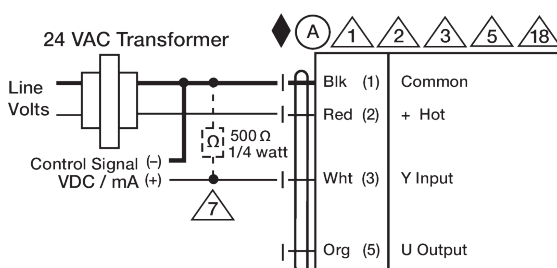 A 1 2 3 5 18
24 VAC Transformer
Line Volts
Blk (1) Common
Red (2) + Hot
Ω 500 Ω
1/4 watt
Control Signal (–)
VDC / mA (+)
Wht (3) Y Input
7
Org (5) U Output